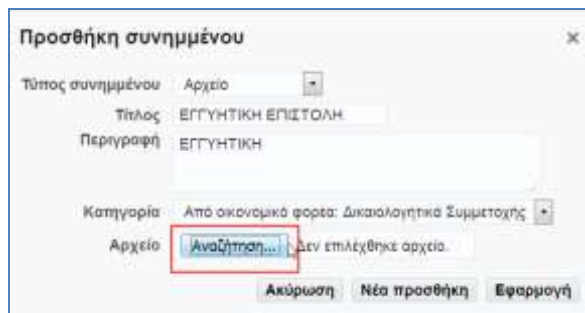 Προσθήκη συνημμένου
Τύπος συνημμένου Αρχείο
Τίτλος ΕΓΓΥΗΤΙΚΗ ΕΠΙΣΤΟΛΗ
Περιγραφή ΕΓΓΥΗΤΙΚΗ
Κατηγορία Από οικονομικό φορέα: Δικαιολογητικά Συμμετοχής
Αρχείο Αναζήτηση... Δεν επιλέχθηκε αρχείο.
Ακύρωση Νέα προσθήκη Εφαρμογή